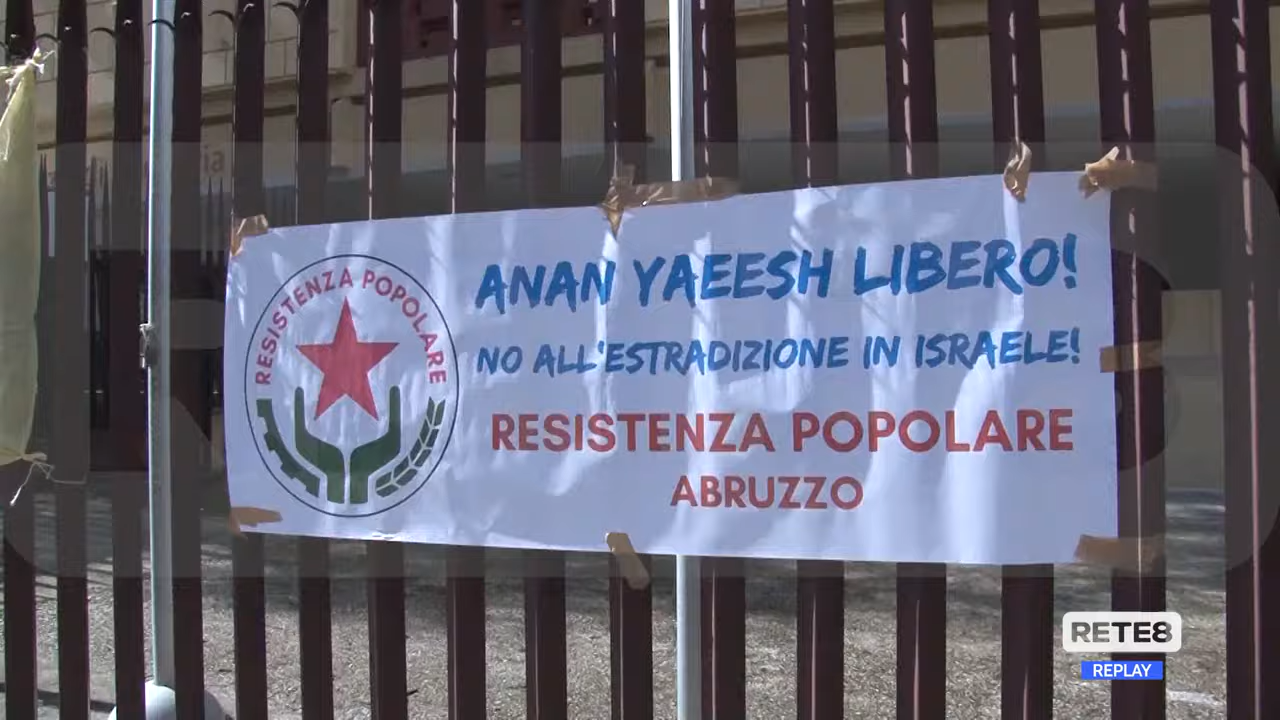 RESISTENZA POPOLARE
ANAN YAEESH LIBERO!
NO ALL'ESTRADIZIONE IN ISRAELE!
RESISTENZA POPOLARE
ABRUZZO
RETE8
REPLAY